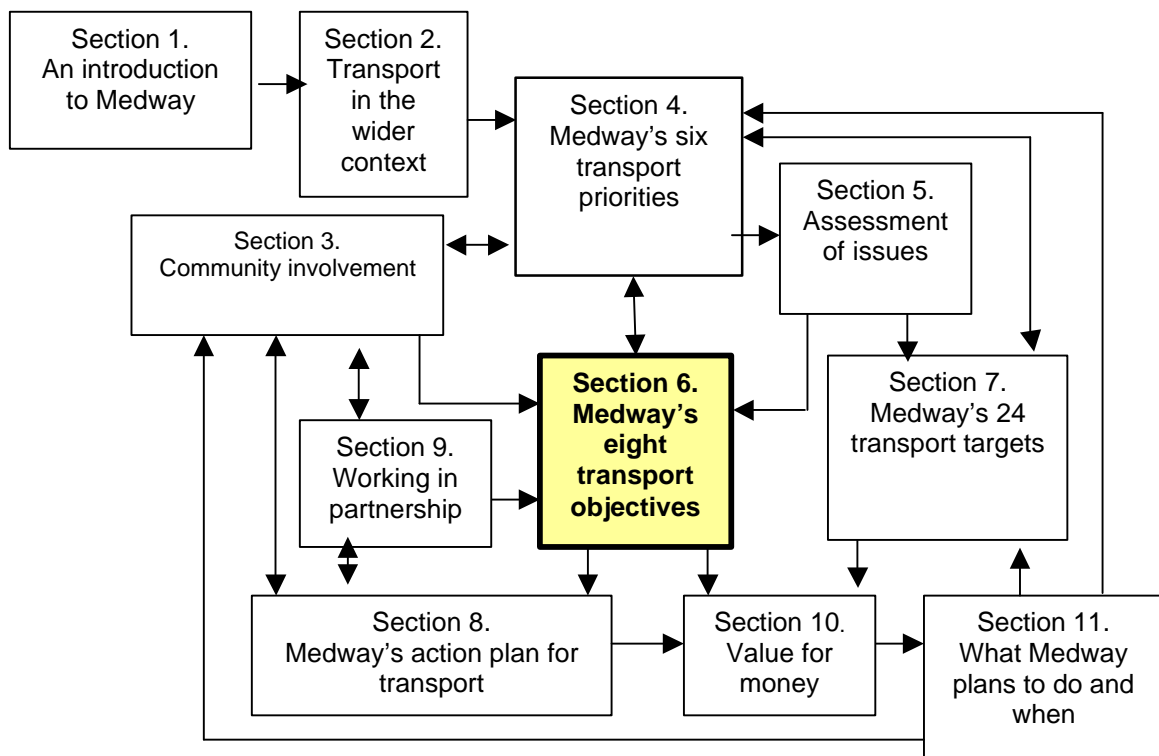 Section 1.
An introduction
to Medway
Section 2.
Transport
in the
wider
context
Section 4.
Medway’s six
transport
priorities
Section 5.
Assessment
of issues
Section 3.
Community involvement
Section 6.
Medway’s
eight
transport
objectives
Section 7.
Medway’s 24
transport targets
Section 9.
Working in
partnership
Section 8.
Medway’s action plan for
transport
Section 10.
Value for
money
Section 11.
What Medway
plans to do and
when